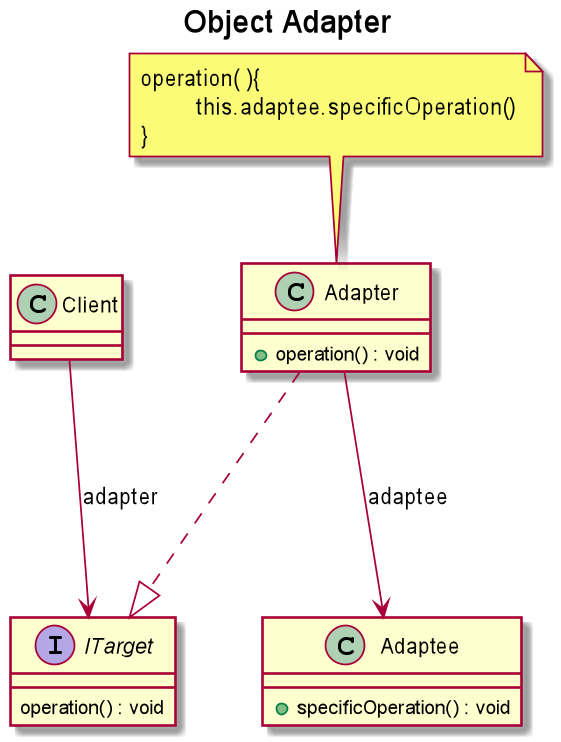 Object Adapter
operation( ){
this.adaptee.specificOperation()
}
C Client
C Adapter
operation() : void
adapter
adaptee
I ITarget
operation() : void
C Adaptee
specificOperation() : void